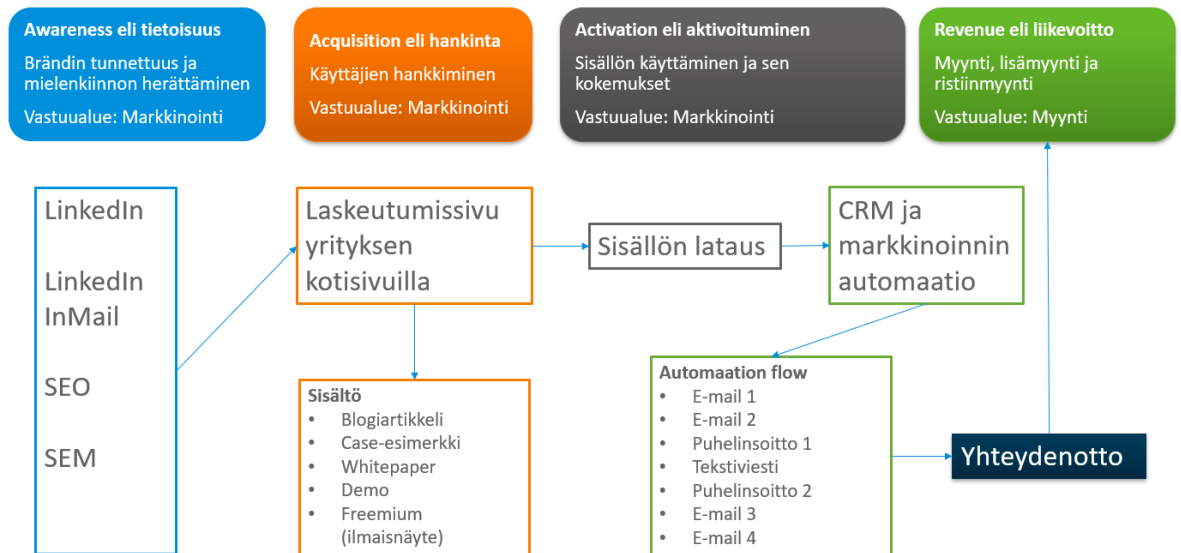 Awareness eli tietoisuus
Brändin tunnettuus ja
mielenkiinnon herättäminen
Vastuualue: Markkinointi
Acquisition eli hankinta
Käyttäjien hankkiminen
Vastuualue: Markkinointi
Activation eli aktivoituminen
Sisällön käyttäminen ja sen
kokemukset
Vastuualue: Markkinointi
Revenue eli liikevoitto
Myynti, lisämyynti ja
ristiinmyynti
Vastuualue: Myynti
LinkedIn
LinkedIn
InMail
SEO
SEM
Laskeutumissivu
yrityksen
kotisivuilla
Sisällön lataus
CRM ja
markkinoinnin
automaatio
Sisältö
• Blogiartikkeli
• Case-esimerkki
• Whitepaper
• Demo
• Freemium
(ilmaisnäyte)
Automaation flow
• E-mail 1
• E-mail 2
• Puhelinsoitto 1
• Tekstiviesti
• Puhelinsoitto 2
• E-mail 3
• E-mail 4
Yhteydenotto